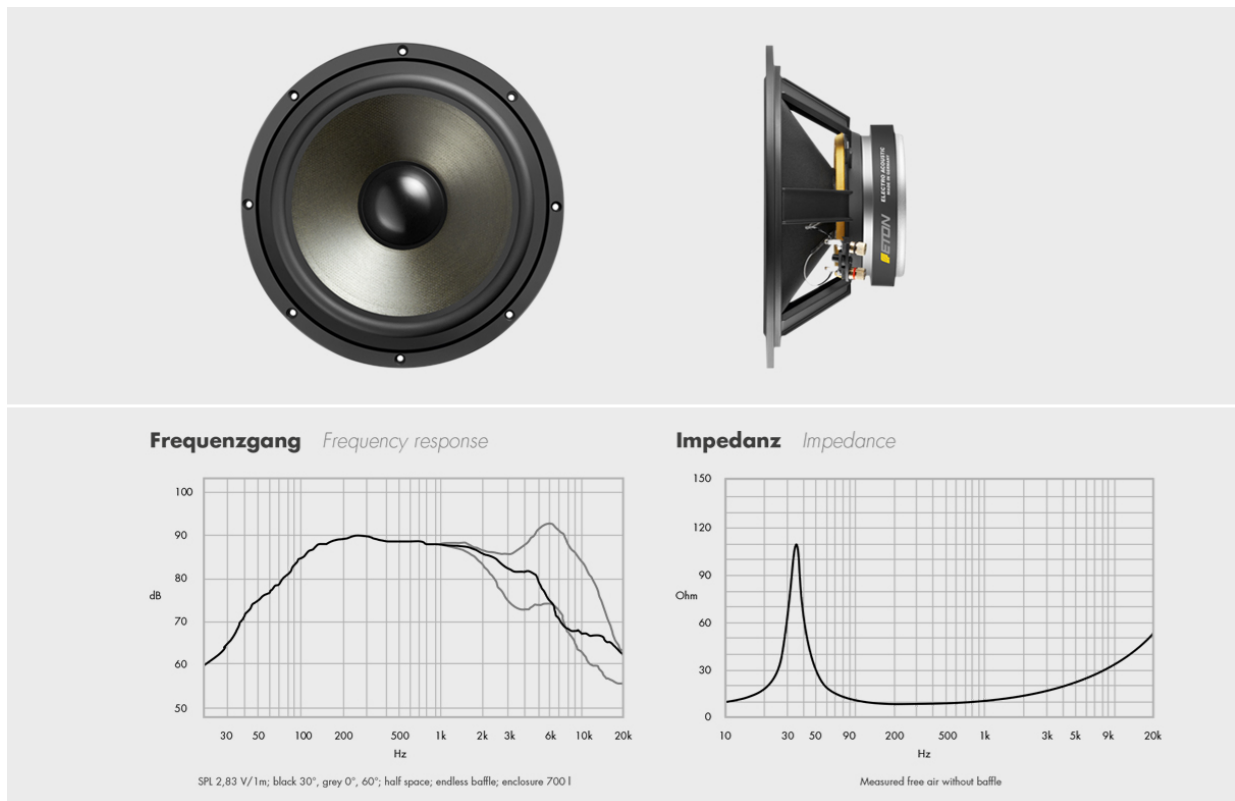 ETON
ELECTRO ACOUSTIC
MADE IN GERMANY
Frequenzgang Frequency response
100
90
80
dB
70
60
50
30 50 100 200 500 1k 2k 3k 6k 10k 20k
Hz
SPL 2,83 V/1m; black 30°, grey 0°, 60°; half space; endless baffle; enclosure 700 l
Impedanz Impedance
150
120
90
Ohm
60
30
0
10 30 50 90 200 500 1k 3k 5k 9k 20k
Hz
Measured free air without baffle